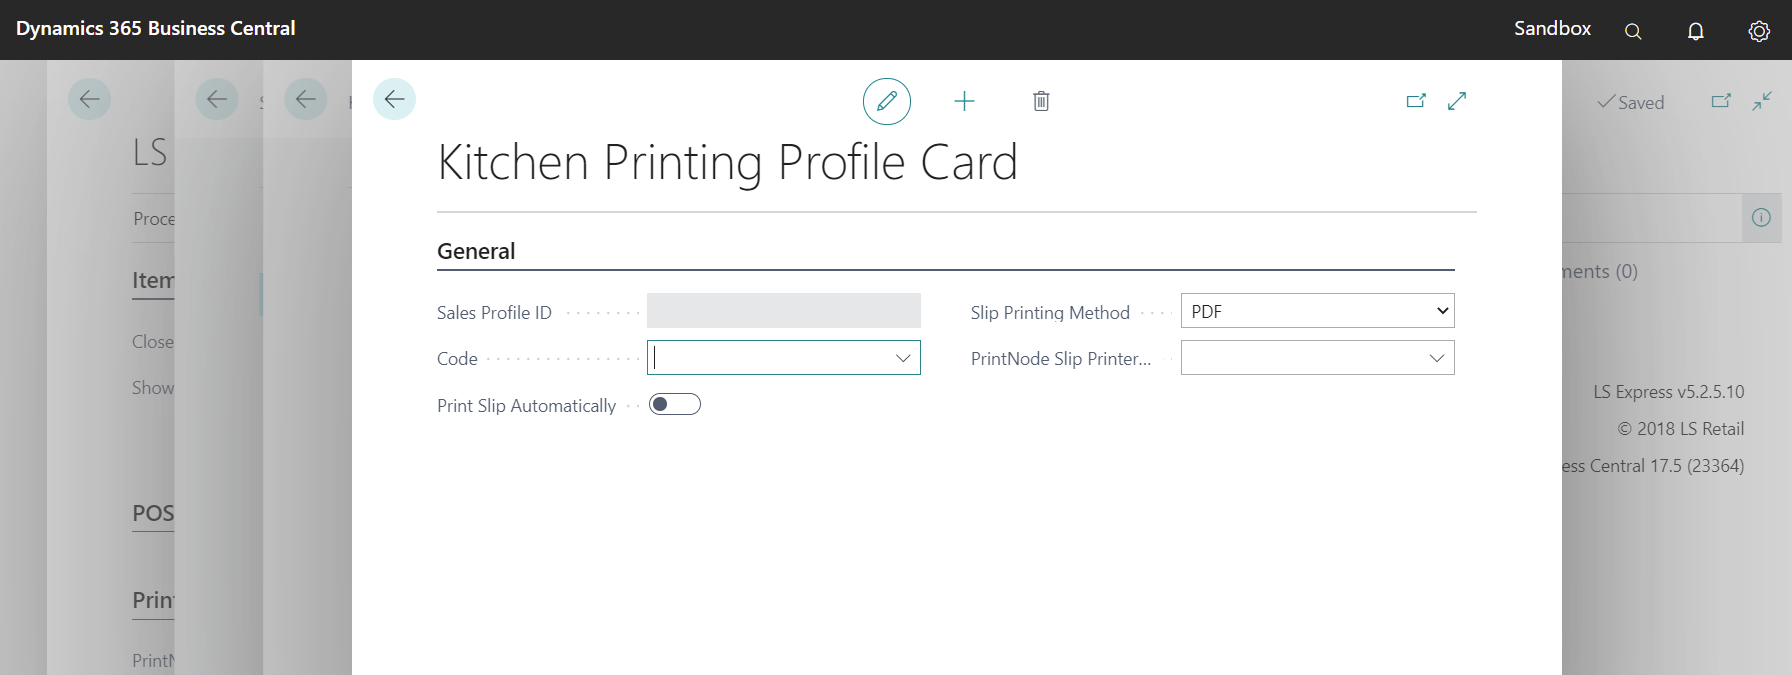 Dynamics 365 Business Central
Sandbox
Saved
LS
Kitchen Printing Profile Card
Proce
General
ments (0)
Item
Sales Profile ID
Slip Printing Method
PDF
Close
Code
PrintNode Slip Printer...
Show
Print Slip Automatically
LS Express v5.2.5.10
© 2018 LS Retail
ess Central 17.5 (23364)
POS
Print
PrintN